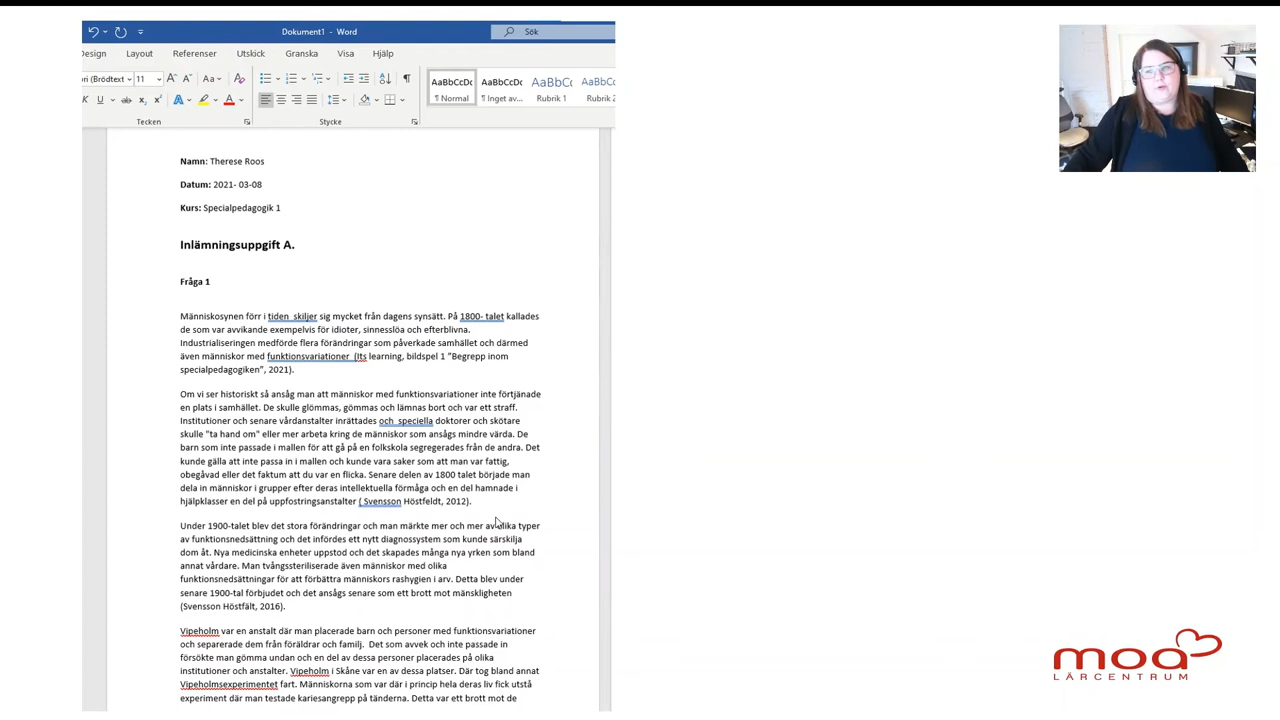 Dokument1 - Word
Sök
Design Layout Referenser Utskick Granska Visa Hjälp
(Brödtext 11 Aa
AaBbCcDc AaBbCcDc AaBbCc AaBbCcD
K U ab x₂ x² A A
¶ Normal ¶ Inget av... Rubrik 1 Rubrik 2
Tecken Stycke
Namn: Therese Roos
Datum: 2021- 03-08
Kurs: Specialpedagogik 1
Inlämningsuppgift A.
Fråga 1
Människosynen förr i tiden  skiljer sig mycket från dagens synsätt. På 1800- talet kallades
de som var avvikande exempelvis för idioter, sinnesslöa och efterblivna.
Industrialiseringen medförde flera förändringar som påverkade samhället och därmed
även människor med funktionsvariationer  (Its learning, bildspel 1 ”Begrepp inom
specialpedagogiken”, 2021).
Om vi ser historiskt så ansåg man att människor med funktionsvariationer inte förtjänade
en plats i samhället. De skulle glömmas, gömmas och lämnas bort och var ett straff.
Institutioner och senare vårdanstalter inrättades och  speciella doktorer och skötare
skulle "ta hand om" eller mer arbeta kring de människor som ansågs mindre värda. De
barn som inte passade i mallen för att gå på en folkskola segregerades från de andra. Det
kunde gälla att inte passa in i mallen och kunde vara saker som att man var fattig,
obegåvad eller det faktum att du var en flicka. Senare delen av 1800 talet började man
dela in människor i grupper efter deras intellektuella förmåga och en del hamnade i
hjälpklasser en del på uppfostringsanstalter ( Svensson Höstfeldt, 2012).
Under 1900-talet blev det stora förändringar och man märkte mer och mer av olika typer
av funktionsnedsättning och det infördes ett nytt diagnossystem som kunde särskilja
dom åt. Nya medicinska enheter uppstod och det skapades många nya yrken som bland
annat vårdare. Man tvångssteriliserade även människor med olika
funktionsnedsättningar för att förbättra människors rashygien i arv. Detta blev under
senare 1900-tal förbjudet och det ansågs senare som ett brott mot mänskligheten
(Svensson Höstfält, 2016).
Vipeholm var en anstalt där man placerade barn och personer med funktionsvariationer
och separerade dem från föräldrar och familj.  Det som avvek och inte passade in
försökte man gömma undan och en del av dessa personer placerades på olika
institutioner och anstalter. Vipeholm i Skåne var en av dessa platser. Där tog bland annat
Vipeholmsexperimentet fart. Människorna som var där i princip hela deras liv fick utstå
experiment där man testade kariesangrepp på tänderna. Detta var ett brott mot de
moa
LÄRCENTRUM